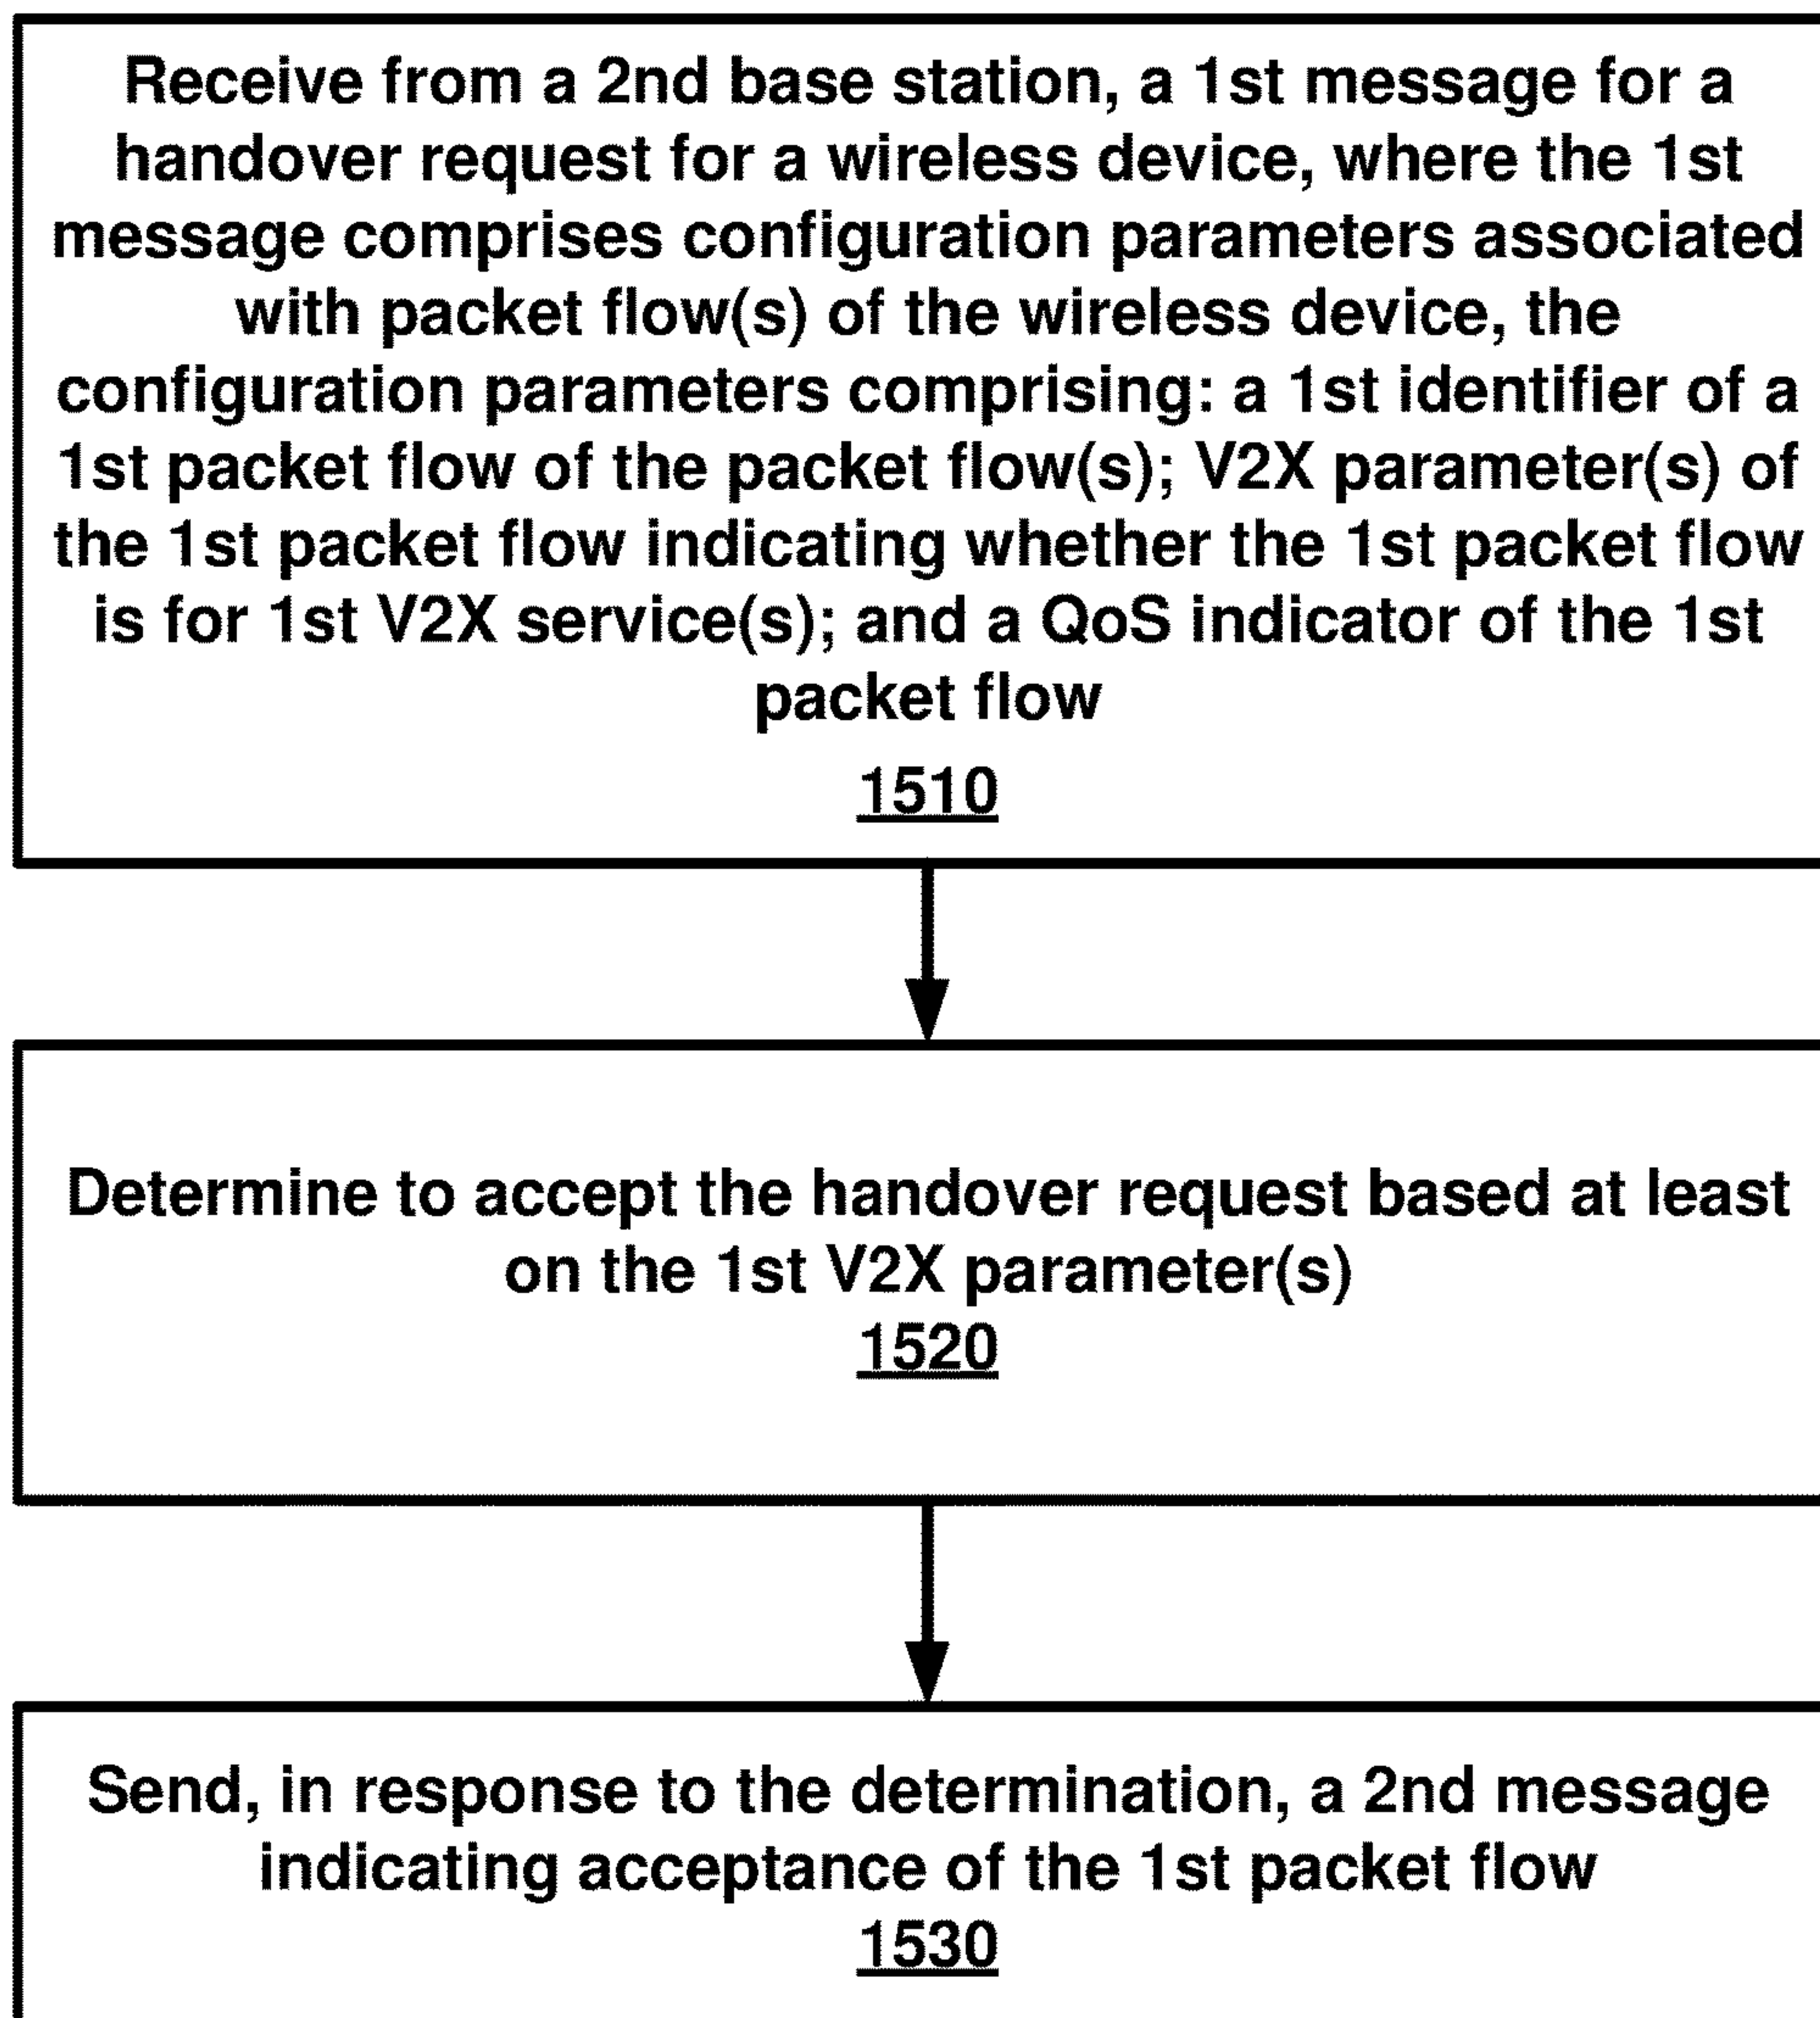 Receive from a 2nd base station, a 1st message for a
handover request for a wireless device, where the 1st
message comprises configuration parameters associated
with packet flow(s) of the wireless device, the
configuration parameters comprising: a 1st identifier of a
1st packet flow of the packet flow(s); V2X parameter(s) of
the 1st packet flow indicating whether the 1st packet flow
is for 1st V2X service(s); and a QoS indicator of the 1st
packet flow
1510
Determine to accept the handover request based at least
on the 1st V2X parameter(s)
1520
Send, in response to the determination, a 2nd message
indicating acceptance of the 1st packet flow
1530